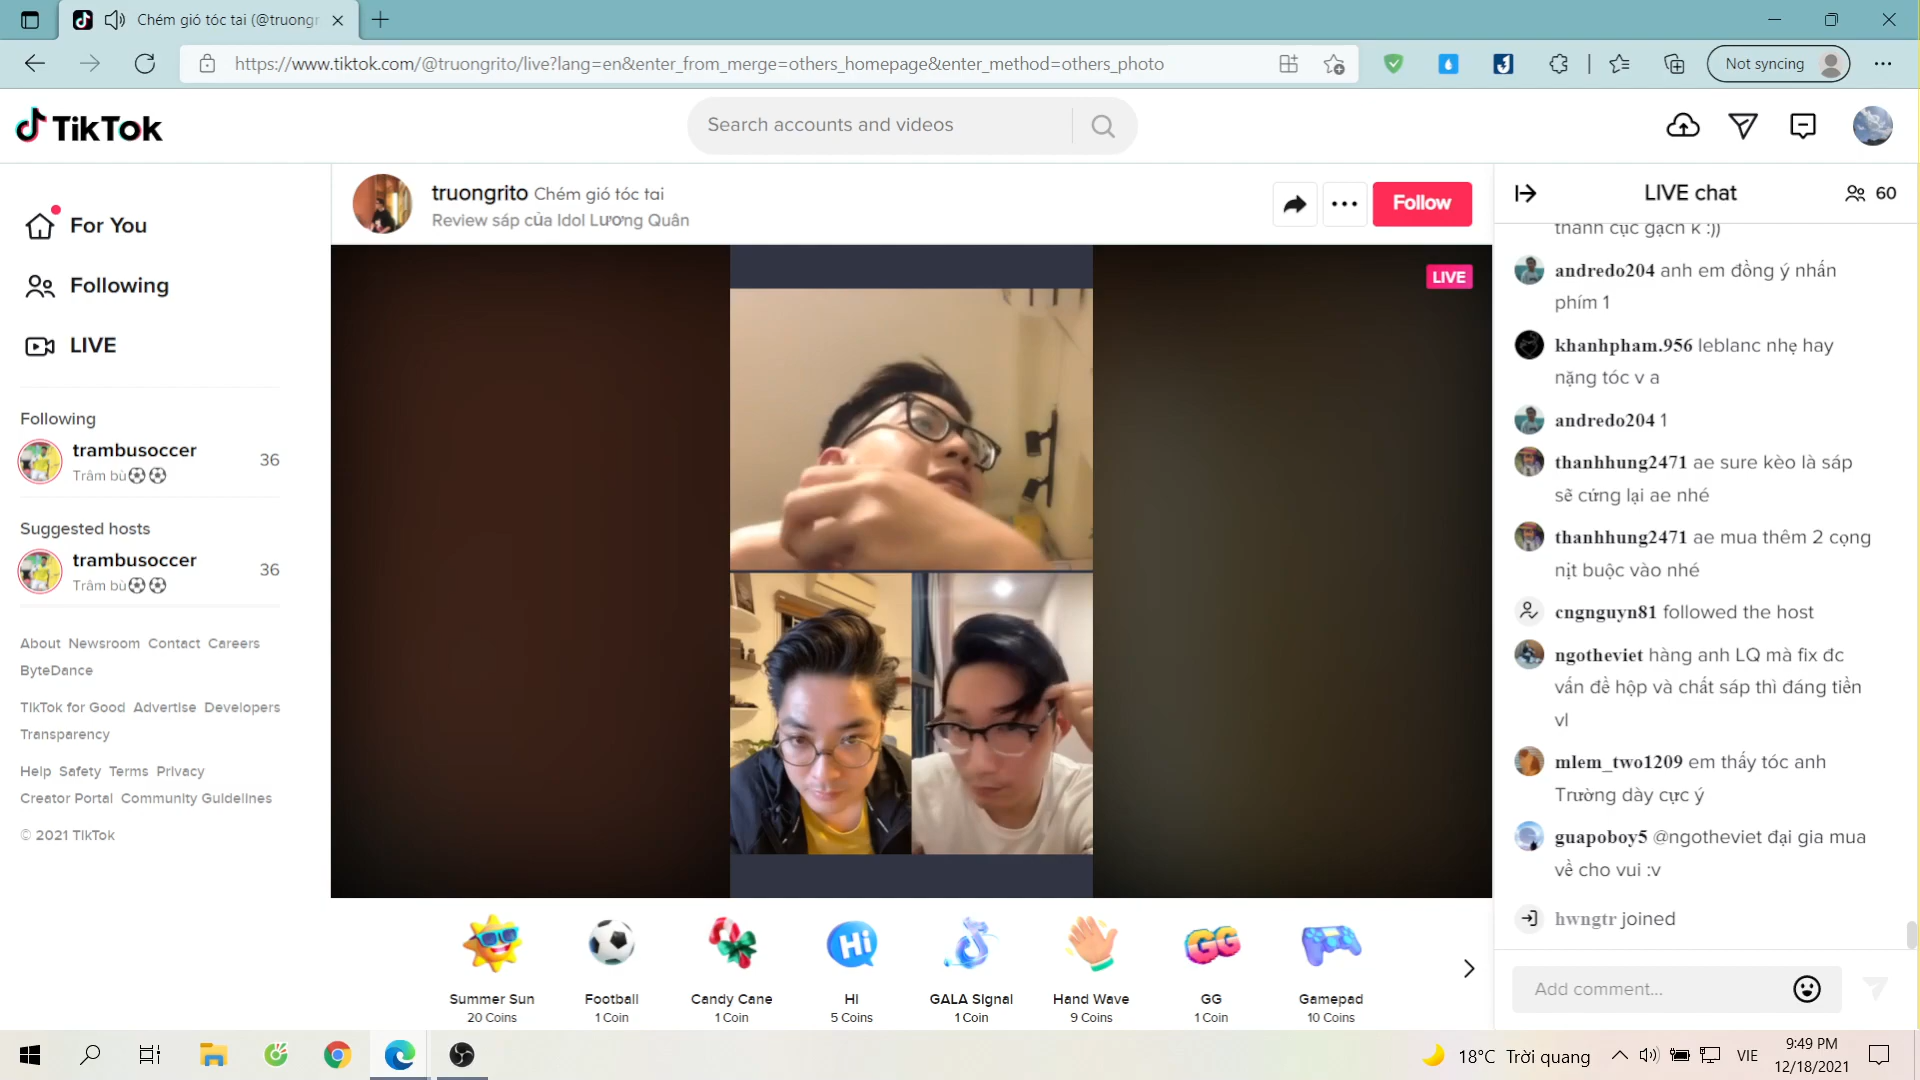 Chém gió tóc tai (@truongr
https://www.tiktok.com/@truongrito/live?lang=en&enter_from_merge=others_homepage&enter_method=others_photo
Not syncing
TikTok
Search accounts and videos
For You
Following
LIVE
Following
trambusoccer
36
Trâm bù⚽⚽
Suggested hosts
trambusoccer
36
Trâm bù⚽⚽
About Newsroom Contact Careers
ByteDance
TikTok for Good Advertise Developers
Transparency
Help Safety Terms Privacy
Creator Portal Community Guidelines
© 2021 TikTok
truongrito Chém gió tóc tai
Review sáp của Idol Lương Quân
Follow
LIVE
Summer Sun
20 Coins
Football
1 Coin
Candy Cane
1 Coin
Hi
HI
5 Coins
GALA Signal
1 Coin
Hand Wave
9 Coins
GG
GG
1 Coin
Gamepad
10 Coins
LIVE chat
60
thành cục gạch k :))
andredo204 anh em đồng ý nhấn
phím 1
khanhpham.956 leblanc nhẹ hay
nặng tóc v a
andredo204 1
thanhhung2471 ae sure kèo là sáp
sẽ cứng lại ae nhé
thanhhung2471 ae mua thêm 2 cọng
nịt buộc vào nhé
cngnguyn81 followed the host
ngotheviet hàng anh LQ mà fix đc
vấn đề hộp và chất sáp thì đáng tiền
vl
mlem_two1209 em thấy tóc anh
Trường dày cực ý
guapoboy5 @ngotheviet đại gia mua
về cho vui :v
hwngtr joined
Add comment...
18°C Trời quang
VIE
9:49 PM
12/18/2021